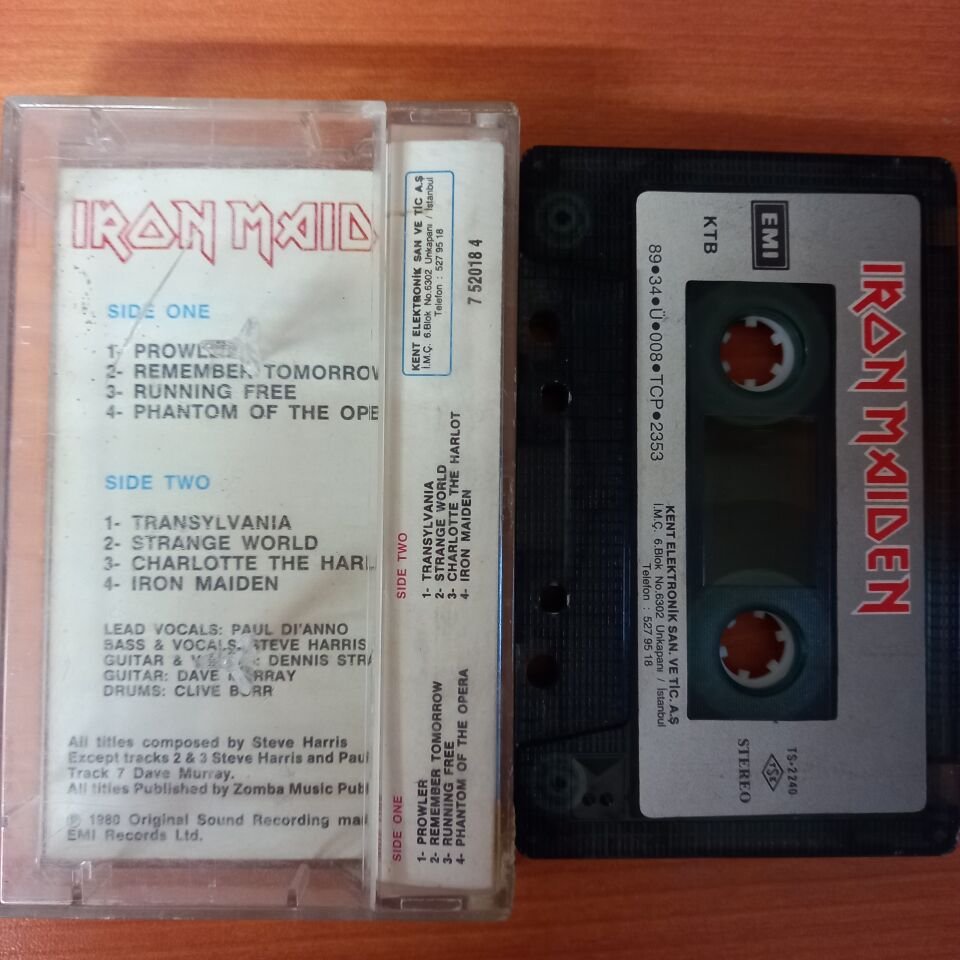 IRON MAID
SIDE ONE
1- PROWLER
2- REMEMBER TOMORROW
3- RUNNING FREE
4- PHANTOM OF THE OPE
SIDE TWO
1- TRANSYLVANIA
2- STRANGE WORLD
3- CHARLOTTE THE HARL
4- IRON MAIDEN
LEAD VOCALS: PAUL DI'ANNO
BASS & VOCALS: STEVE HARRIS
GUITAR & : DENNIS STRA
GUITAR: DAVE MURRAY
DRUMS: CLIVE BURR
All titles composed by Steve Harris
Except tracks 2 & 3 Steve Harris and Paul
Track 7 Dave Murray.
All titles Published by Zomba Music Publ
℗ 1980 Original Sound Recording mad
EMI Records Ltd.
KENT ELEKTRONİK SAN VE TİC A.Ş
İ.M.Ç. 6.Blok No.6302 Unkapanı / İstanbul
Telefon : 527 95 18
7 52018 4
SIDE TWO
1- TRANSYLVANIA
2- STRANGE WORLD
3- CHARLOTTE THE HARLOT
4- IRON MAIDEN
SIDE ONE
1- PROWLER
2- REMEMBER TOMORROW
3- RUNNING FREE
4- PHANTOM OF THE OPERA
IRON MAIDEN
EMI
KTB
89•34•Ü•008•TCP•2353
KENT ELEKTRONİK SAN. VE TİC. A.Ş.
İ.M.Ç. 6.Blok No.6302 Unkapanı / İstanbul
Telefon : 527 95 18
TS-2240
TSE
STEREO